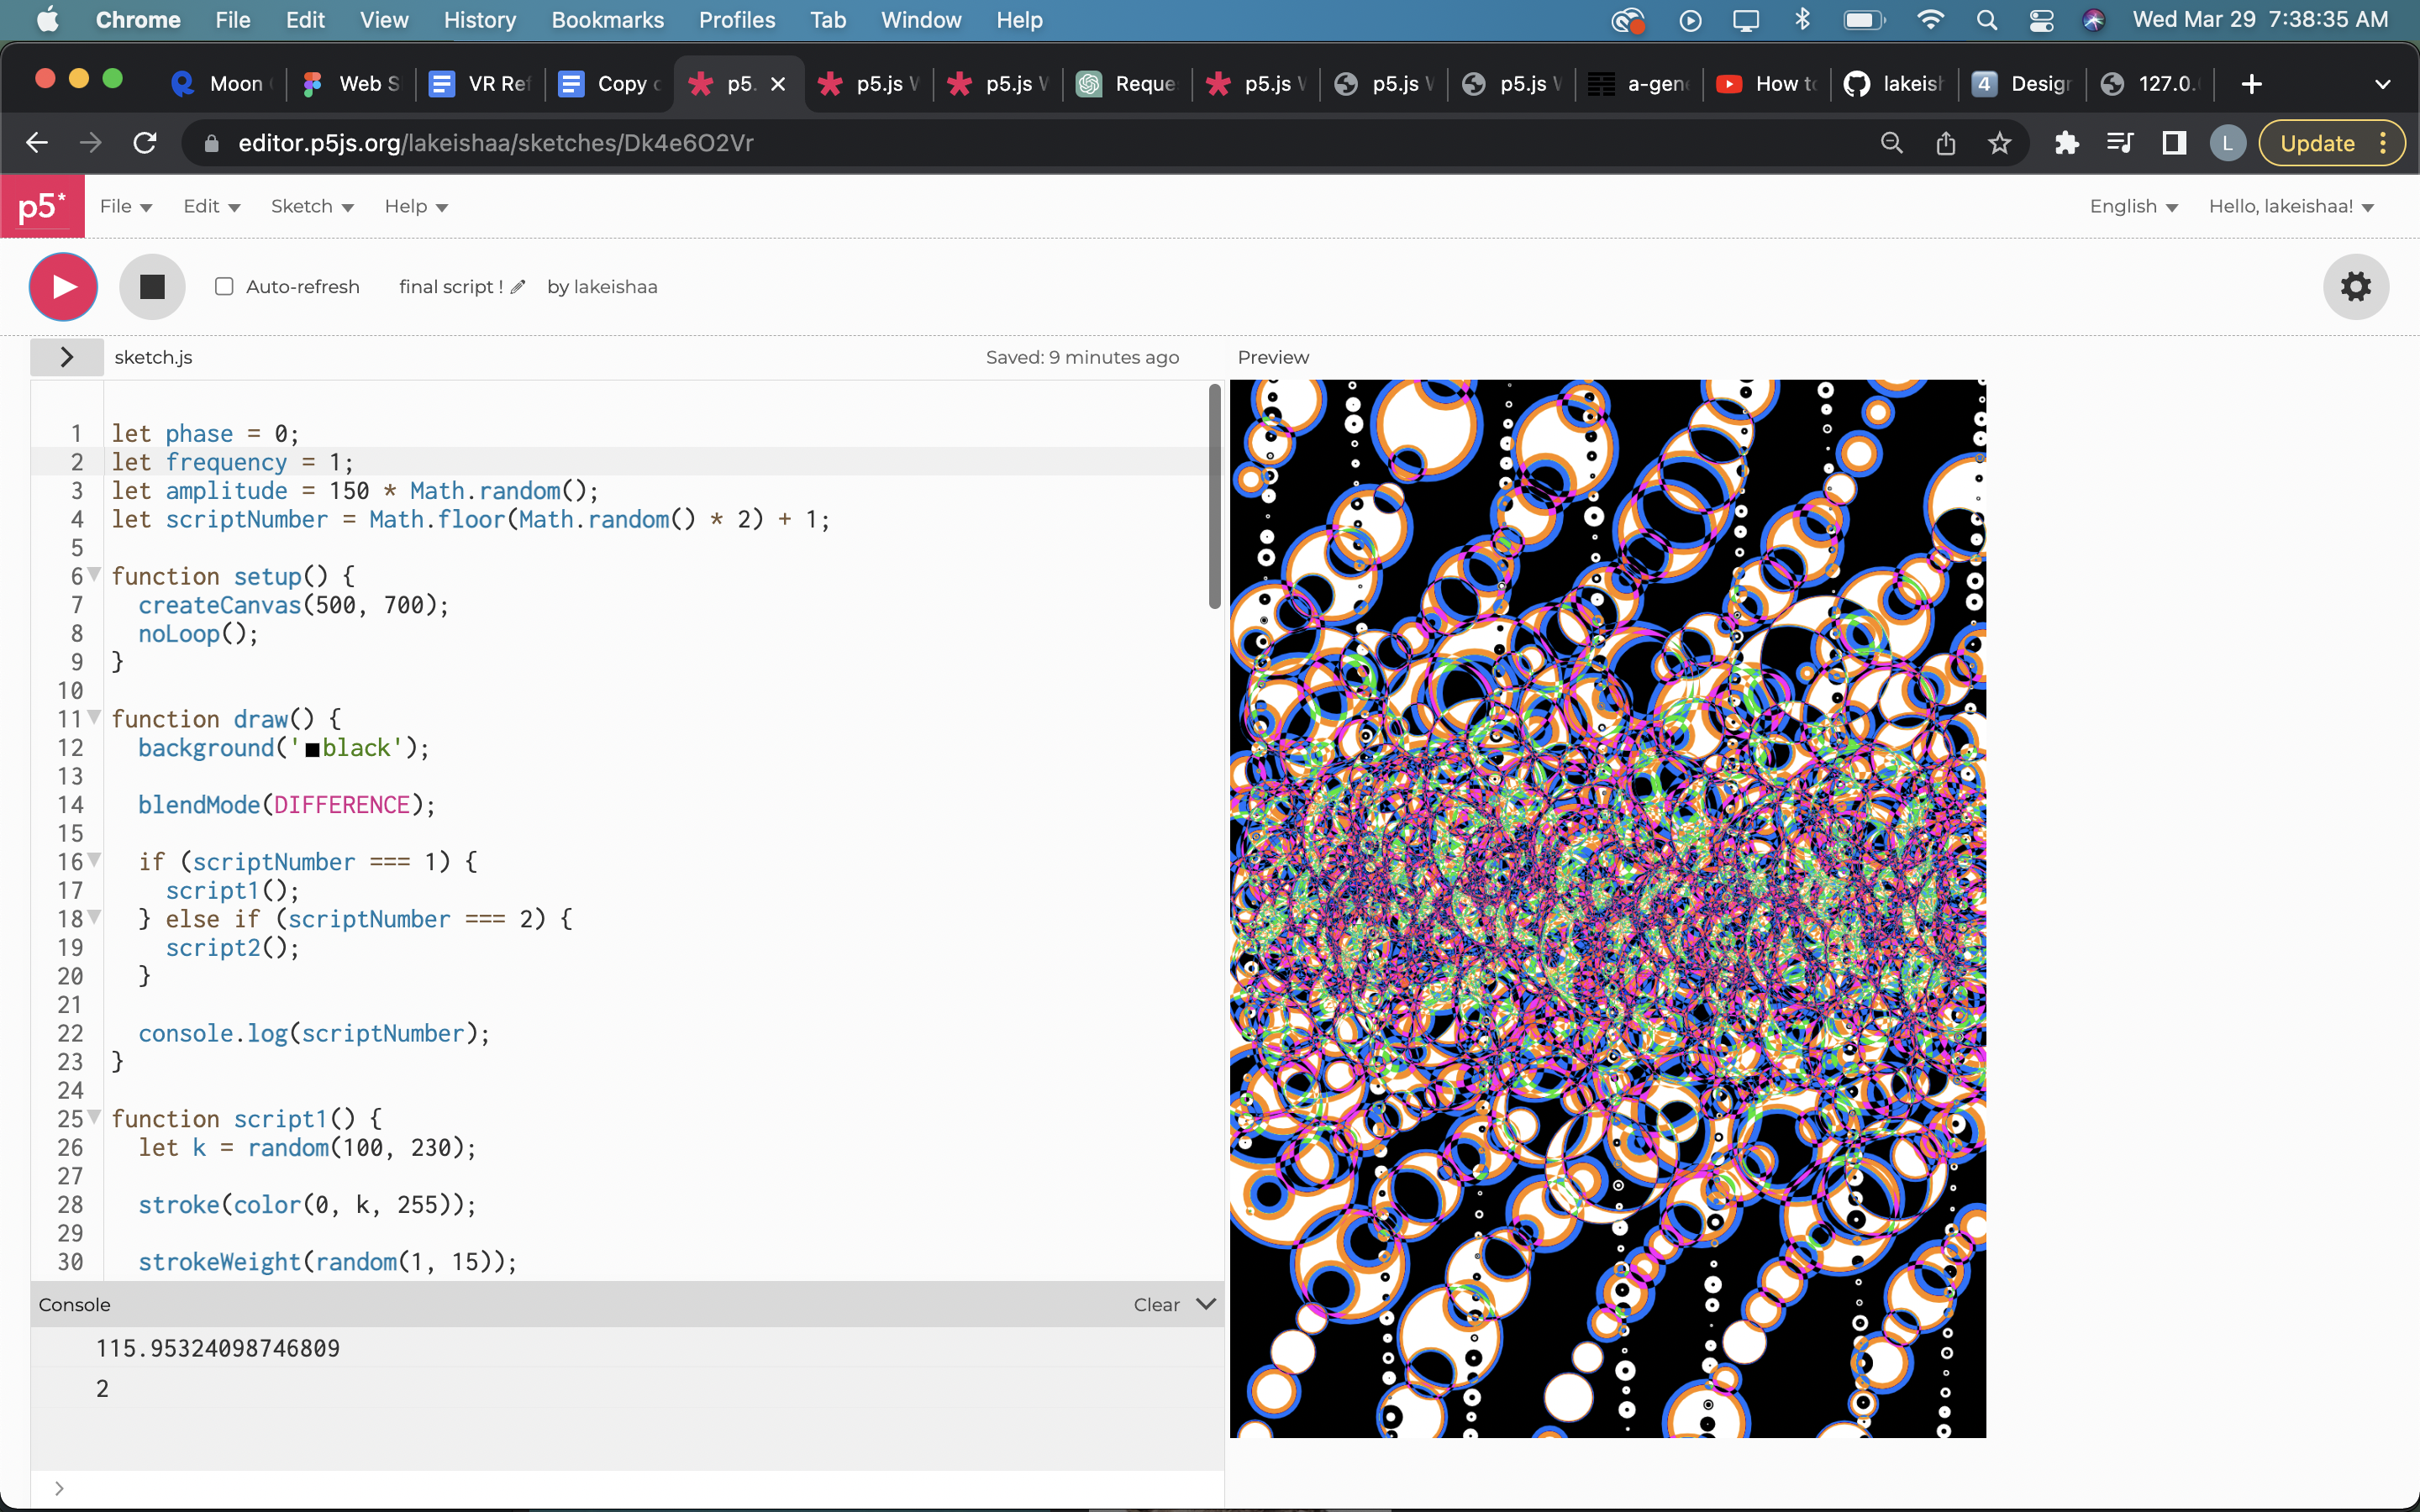 Chrome File Edit View History Bookmarks Profiles Tab Window Help Wed Mar 29 7:38:35 AM
Moon Web S VR Ref Copy c p5. p5.js W p5.js W Reque p5.js W p5.js W p5.js W a-gene How to lakeish 4 Design 127.0.
editor.p5js.org/lakeishaa/sketches/Dk4e6O2Vr L Update
p5* File Edit Sketch Help English Hello, lakeishaa!
Auto-refresh final script ! by lakeishaa
sketch.js Saved: 9 minutes ago Preview
1 let phase = 0;
2 let frequency = 1;
3 let amplitude = 150 * Math.random();
4 let scriptNumber = Math.floor(Math.random() * 2) + 1;
5
6 function setup() {
7 createCanvas(500, 700);
8 noLoop();
9 }
10
11 function draw() {
12 background('black');
13
14 blendMode(DIFFERENCE);
15
16 if (scriptNumber === 1) {
17 script1();
18 } else if (scriptNumber === 2) {
19 script2();
20 }
21
22 console.log(scriptNumber);
23 }
24
25 function script1() {
26 let k = random(100, 230);
27
28 stroke(color(0, k, 255));
29
30 strokeWeight(random(1, 15));
Console Clear
115.95324098746809
2